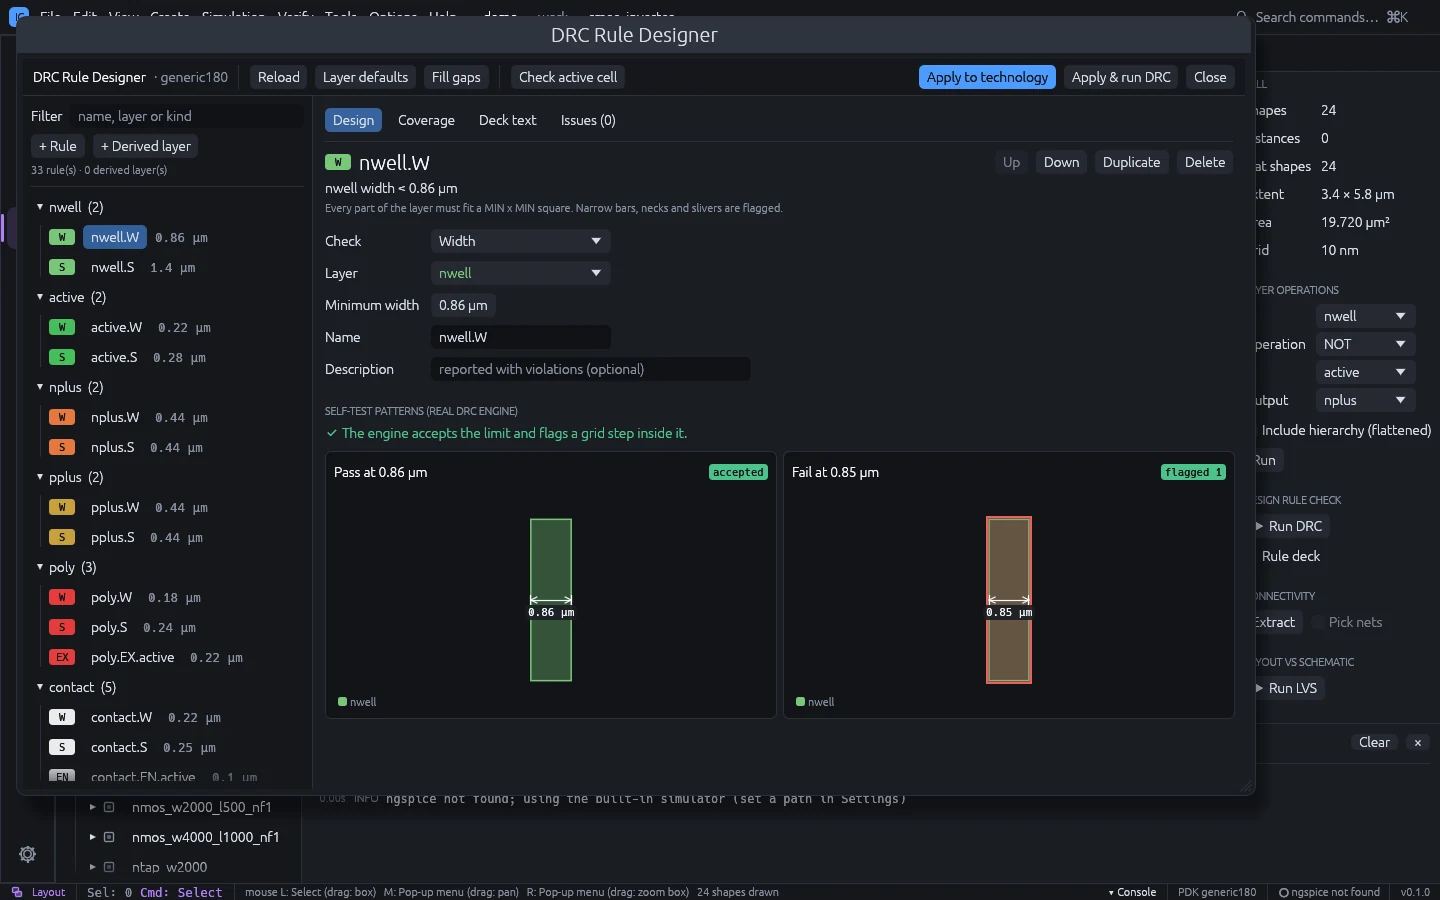 DRC Rule Designer
Search commands... ⌘K
DRC Rule Designer · generic180
Reload
Layer defaults
Fill gaps
Check active cell
Apply to technology
Apply & run DRC
Close
Filter
name, layer or kind
+ Rule
+ Derived layer
33 rule(s) · 0 derived layer(s)
nwell (2)
W nwell.W 0.86 µm
S nwell.S 1.4 µm
active (2)
W active.W 0.22 µm
S active.S 0.28 µm
nplus (2)
W nplus.W 0.44 µm
S nplus.S 0.44 µm
pplus (2)
W pplus.W 0.44 µm
S pplus.S 0.44 µm
poly (3)
W poly.W 0.18 µm
S poly.S 0.24 µm
EX poly.EX.active 0.22 µm
contact (5)
W contact.W 0.22 µm
S contact.S 0.25 µm
EN contact.EN.active 0.1 µm
Design
Coverage
Deck text
Issues (0)
W nwell.W
Up
Down
Duplicate
Delete
nwell width < 0.86 µm
Every part of the layer must fit a MIN x MIN square. Narrow bars, necks and slivers are flagged.
Check Width
Layer nwell
Minimum width 0.86 µm
Name nwell.W
Description reported with violations (optional)
SELF-TEST PATTERNS (REAL DRC ENGINE)
✓ The engine accepts the limit and flags a grid step inside it.
Pass at 0.86 µm
accepted
0.86 µm
nwell
Fail at 0.85 µm
flagged 1
0.85 µm
nwell
24
0
24
3.4 × 5.8 µm
19.720 µm²
10 nm
nwell
NOT
active
nplus
Include hierarchy (flattened)
Run DRC
Rule deck
Pick nets
Run LVS
Clear
×
0.00s INFO ngspice not found; using the built-in simulator (set a path in Settings)
nmos_w2000_l500_nf1
nmos_w4000_l1000_nf1
ntap_w2000
Layout
Sel: 0 Cmd: Select
mouse L: Select (drag: box) M: Pop-up menu (drag: pan) R: Pop-up menu (drag: zoom box) 24 shapes drawn
Console
PDK generic180
ngspice not found
v0.1.0